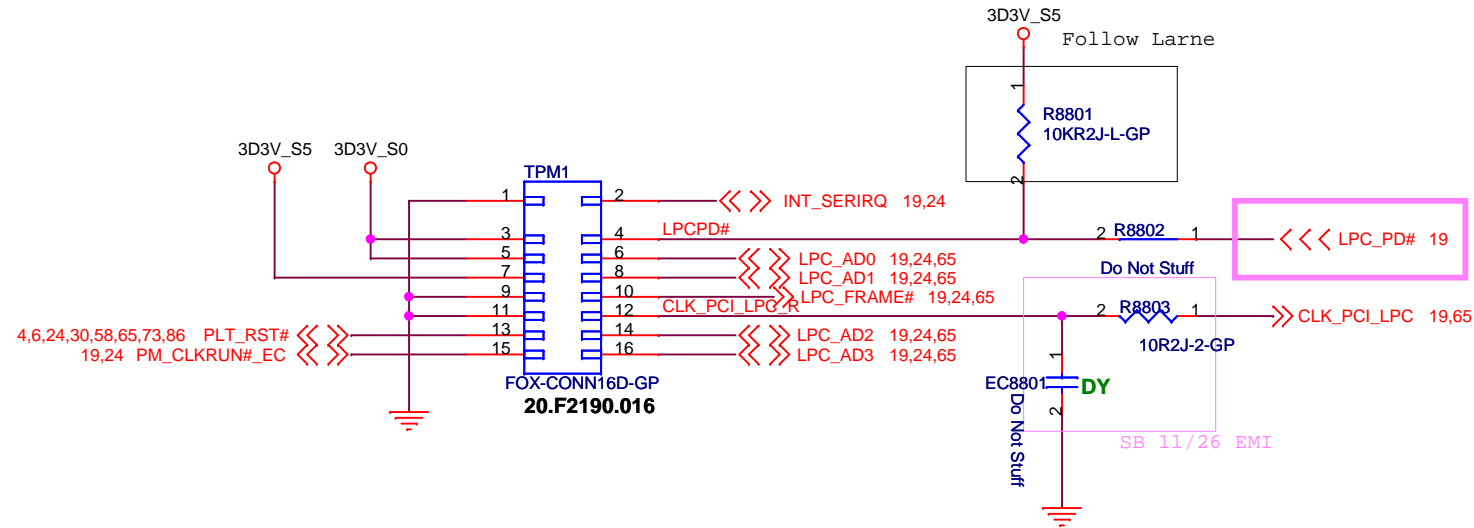 3D3V_S5
Follow Larne
1
R8801
10KR2J-L-GP
2
3D3V_S5 3D3V_S0
TPM1
1 2 INT_SERIRQ 19,24
3 4 LPCPD# 2 R8802 1 LPC_PD# 19
5 6 LPC_AD0 19,24,65
7 8 LPC_AD1 19,24,65
Do Not Stuff
9 10 LPC_FRAME# 19,24,65
11 12 CLK_PCI_LPC_R 2 R8803 1 CLK_PCI_LPC 19,65
10R2J-2-GP
4,6,24,30,58,65,73,86 PLT_RST# 13 14 LPC_AD2 19,24,65
19,24 PM_CLKRUN#_EC 15 16 LPC_AD3 19,24,65
FOX-CONN16D-GP
20.F2190.016
1
EC8801 DY
2
Do Not Stuff
SB 11/26 EMI